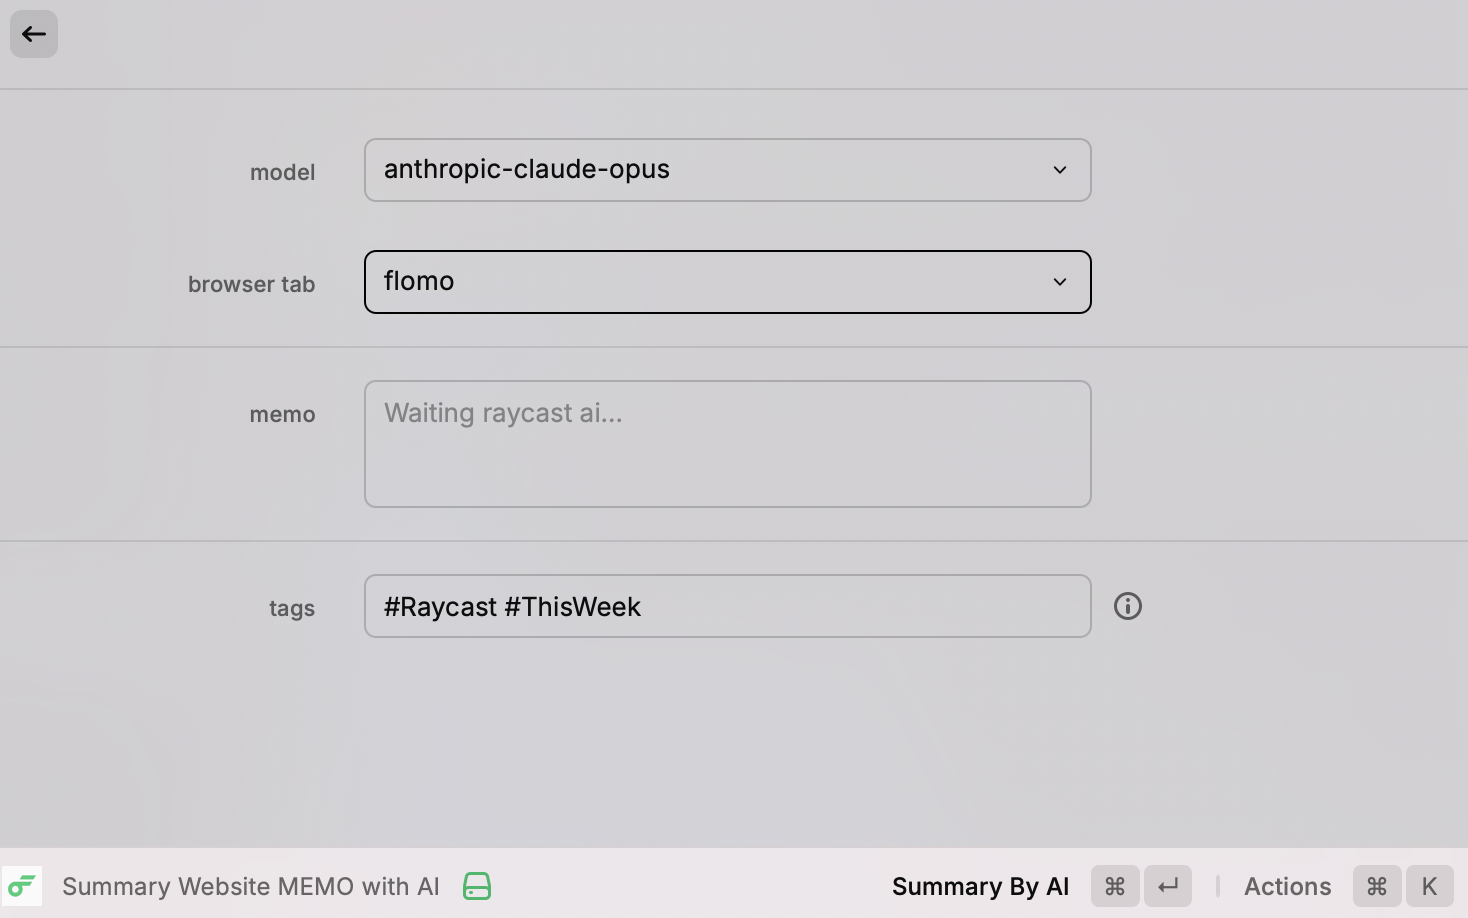 model
anthropic-claude-opus
browser tab
flomo
memo
Waiting raycast ai...
tags
#Raycast #ThisWeek
Summary Website MEMO with AI
Summary By AI ⌘ ↵
Actions ⌘ K